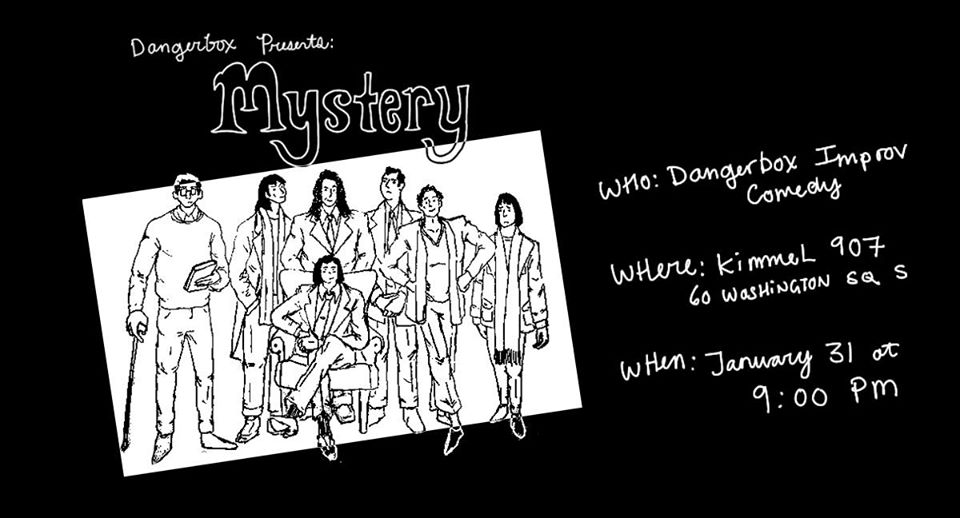 Dangerbox Presents:
Mystery
WHO: Dangerbox Improv
Comedy
WHere: Kimmel 907
60 WASHINGTON SQ S
WHen: January 31 at
9:00 PM